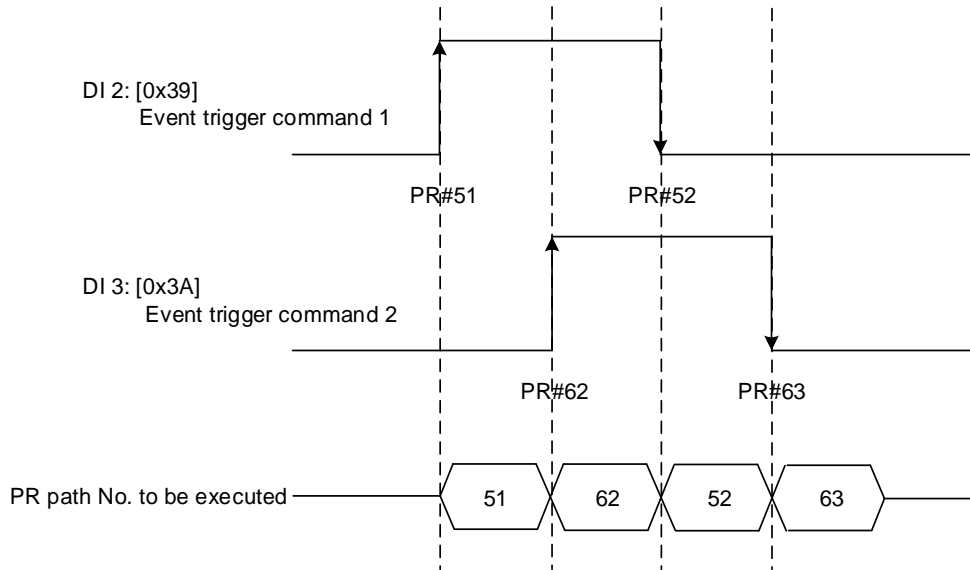 DI 2: [0x39]
Event trigger command 1
PR#51
PR#52
DI 3: [0x3A]
Event trigger command 2
PR#62
PR#63
PR path No. to be executed
51
62
52
63